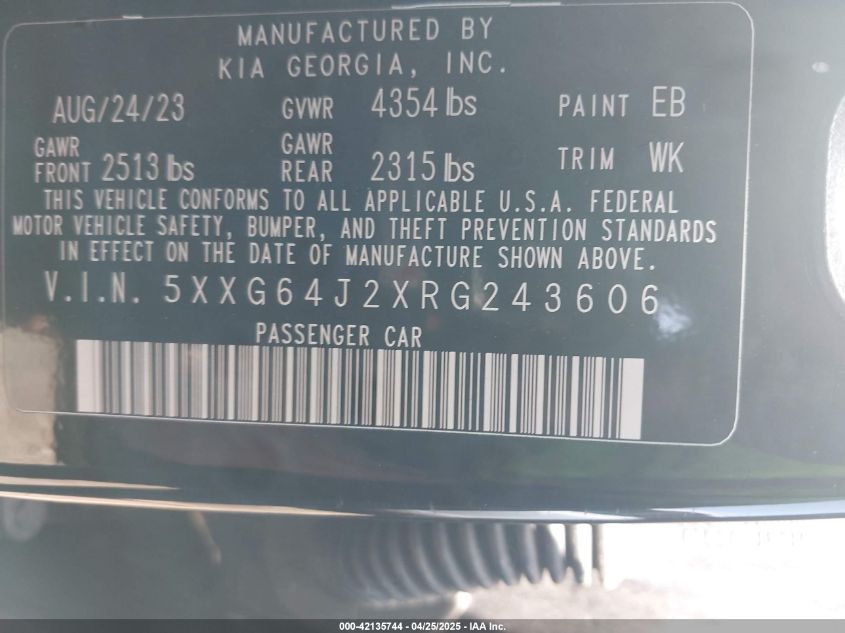 MANUFACTURED BY
KIA GEORGIA, INC.
AUG/24/23 GVWR 4354 lbs PAINT EB
GAWR FRONT 2513 lbs GAWR REAR 2315 lbs TRIM WK
THIS VEHICLE CONFORMS TO ALL APPLICABLE U.S.A. FEDERAL
MOTOR VEHICLE SAFETY, BUMPER, AND THEFT PREVENTION STANDARDS
IN EFFECT ON THE DATE OF MANUFACTURE SHOWN ABOVE.
V.I.N. 5XXG64J2XRG243606
PASSENGER CAR
000-42135744 - 04/25/2025 - IAA Inc.